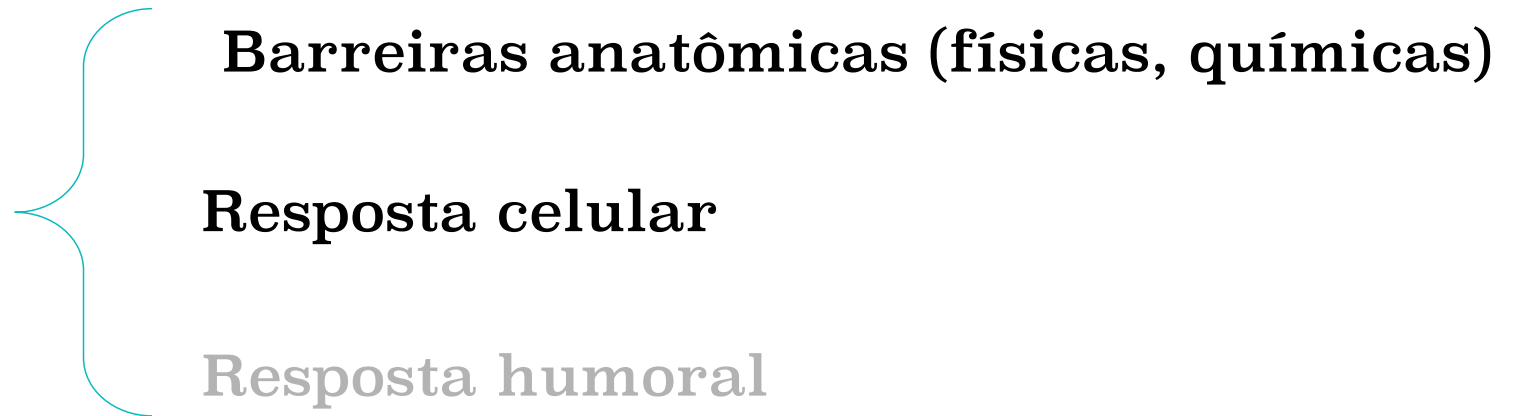 Barreiras anatômicas (físicas, químicas)
Resposta celular
Resposta humoral